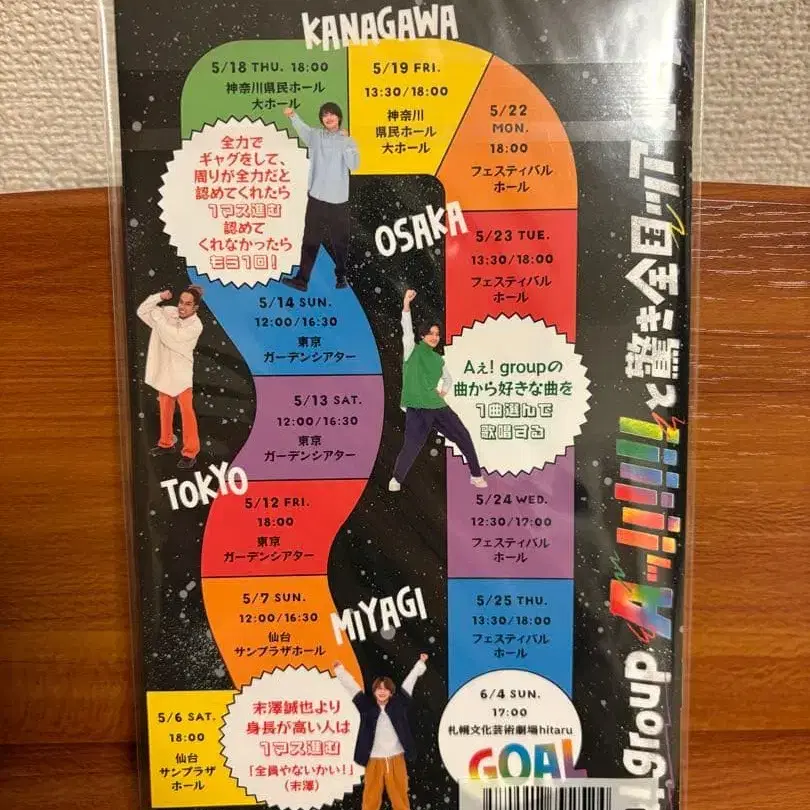 KANAGAWA
5/18 THU. 18:00
神奈川県民ホール
大ホール
5/19 FRI.
13:30/18:00
神奈川
県民ホール
大ホール
5/22
MON.
18:00
フェスティバル
ホール
全力で
ギャグをして、
周りが全力だと
認めてくれたら
1マス進む
認めて
くれなかったら
もう1回!
OSAKA
5/23 TUE.
13:30/18:00
フェスティバル
ホール
5/14 SUN.
12:00/16:30
東京
ガーデンシアター
Aぇ! groupの
曲から好きな曲を
1曲選んで
歌唱する
5/13 SAT.
12:00/16:30
東京
ガーデンシアター
TOKYO
5/12 FRI.
18:00
東京
ガーデンシアター
5/24 WED.
12:30/17:00
フェスティバル
ホール
5/7 SUN.
12:00/16:30
仙台
サンプラザホール
MIYAGI
5/25 THU.
13:30/18:00
フェスティバル
ホール
5/6 SAT.
18:00
仙台
サンプラザ
ホール
末澤誠也より
身長が高い人は
1マス進む
「全員やないかい!」
(末澤)
6/4 SUN.
17:00
札幌文化芸術劇場hitaru
GOAL
group